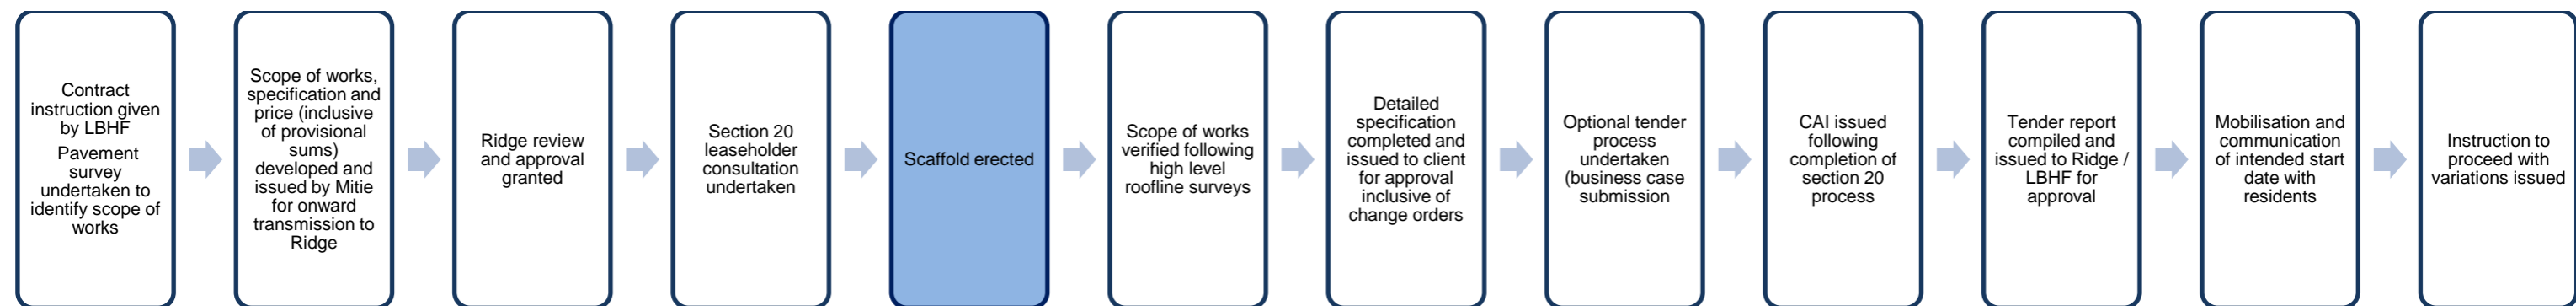 Contract
instruction given
by LBHF
Pavement
survey
undertaken to
identify scope of
works
Scope of works,
specification and
price (inclusive
of provisional
sums)
developed and
issued by Mitie
for onward
transmission to
Ridge
Ridge review
and approval
granted
Section 20
leaseholder
consultation
undertaken
Scaffold erected
Scope of works
verified following
high level
roofline surveys
Detailed
specification
completed and
issued to client
for approval
inclusive of
change orders
Optional tender
process
undertaken
(business case
submission
CAI issued
following
completion of
section 20
process
Tender report
compiled and
issued to Ridge /
LBHF for
approval
Mobilisation and
communication
of intended start
date with
residents
Instruction to
proceed with
variations issued